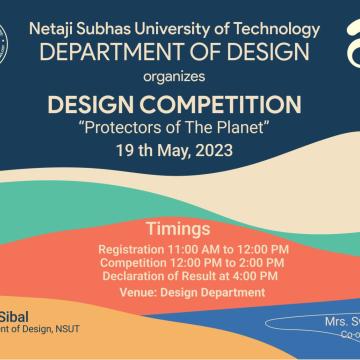 Netaji Subhas University of Technology
DEPARTMENT OF DESIGN
organizes
DESIGN COMPETITION
“Protectors of The Planet”
19 th May, 2023
Timings
Registration 11:00 AM to 12:00 PM
Competition 12:00 PM to 2:00 PM
Declaration of Result at 4:00 PM
Venue: Design Department
Sibal
of Design, NSUT
Mrs.